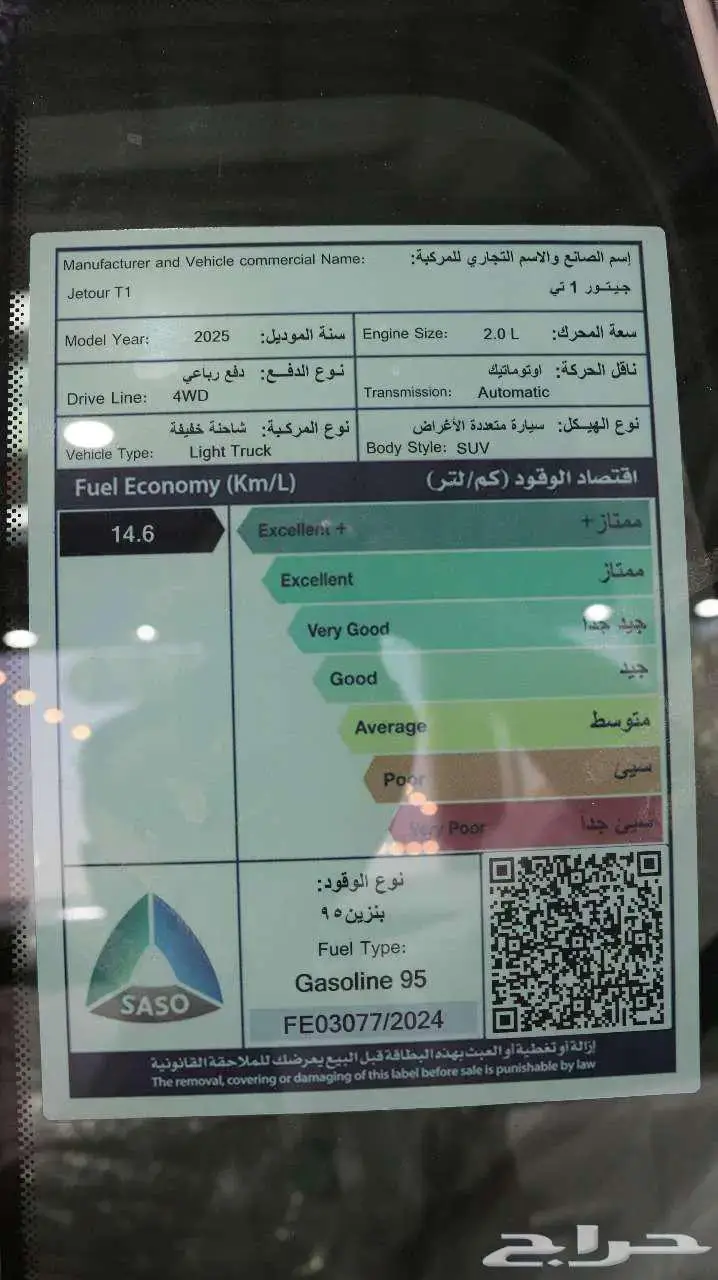 Manufacturer and Vehicle commercial Name: إسم الصانع والاسم التجاري للمركبة:
Jetour T1 جيتور 1 تي
Model Year: 2025 سنة الموديل:
Engine Size: 2.0 L سعة المحرك:
نوع الدفع: دفع رباعي
Drive Line: 4WD
ناقل الحركة: اوتوماتيك
Transmission: Automatic
نوع المركبة: شاحنة خفيفة
Vehicle Type: Light Truck
نوع الهيكل: سيارة متعددة الأغراض
Body Style: SUV
Fuel Economy (Km/L) اقتصاد الوقود (كم/لتر)
14.6
Excellent + ممتاز+
Excellent ممتاز
Very Good جيد جدا
Good جيد
Average متوسط
Poor سيئ
Very Poor سيئ جداً
SASO
نوع الوقود:
بنزين ٩٥
Fuel Type:
Gasoline 95
FE03077/2024
إزالة أو تغطية أو العبث بهذه البطاقة قبل البيع يعرضك للملاحقة القانونية
The removal, covering or damaging of this label before sale is punishable by law
حراج